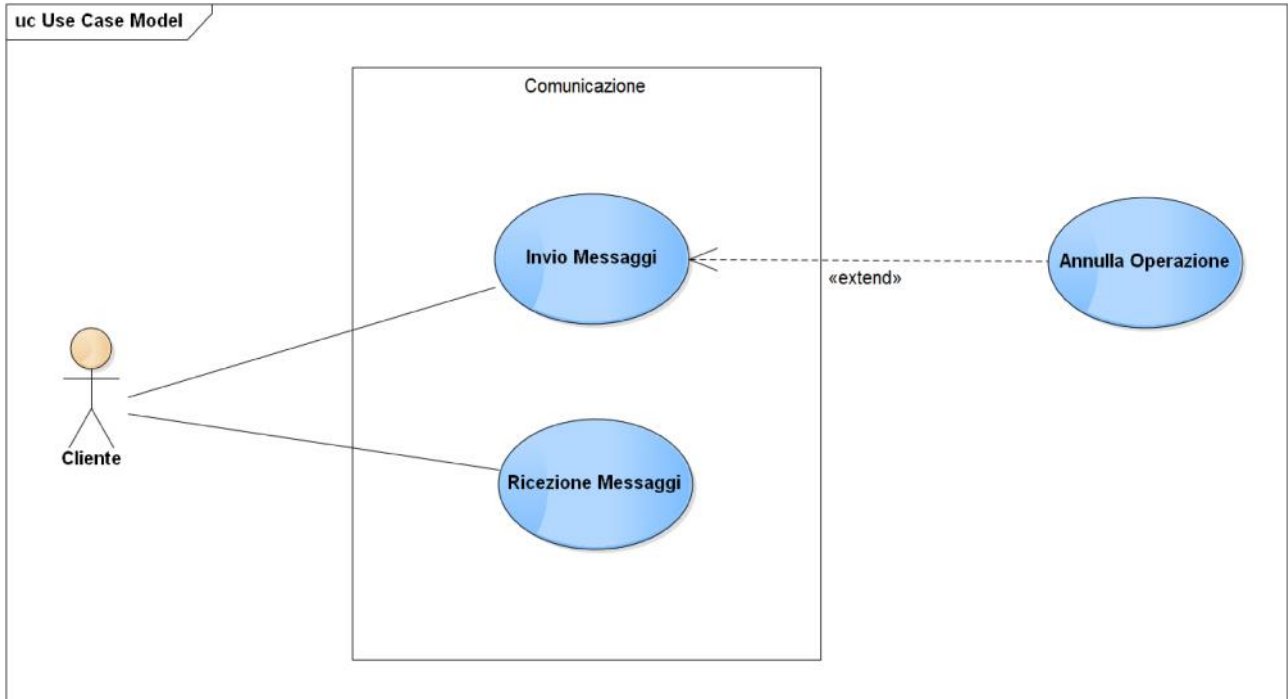 uc Use Case Model
Comunicazione
Invio Messaggi
«extend»
Annulla Operazione
Cliente
Ricezione Messaggi